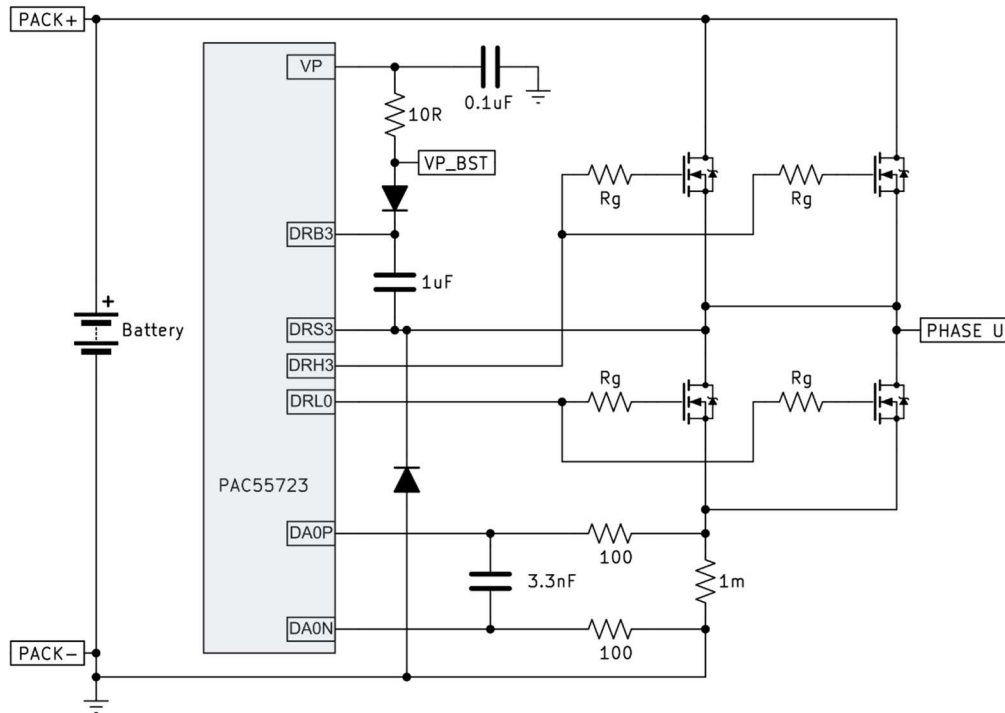 PACK+
VP
0.1uF
10R
VP_BST
Rg
Rg
DRB3
1uF
+
Battery
DRS3
PHASE U
DRH3
Rg
Rg
DRL0
PAC55723
DA0P
100
3.3nF
1m
DA0N
100
PACK-